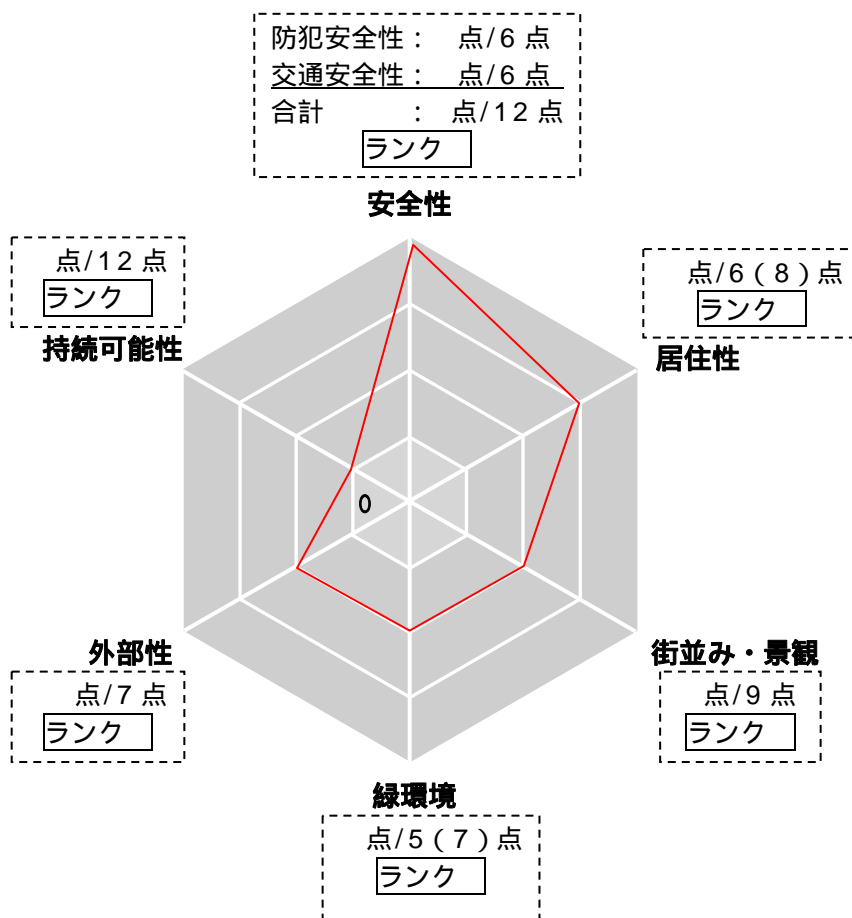 防犯安全性： 点/6点
交通安全性： 点/6点
合計 ： 点/12点
ランク
安全性
点/12点
ランク
持続可能性
点/6（8）点
ランク
居住性
0
外部性
点/7点
ランク
街並み・景観
点/9点
ランク
緑環境
点/5（7）点
ランク